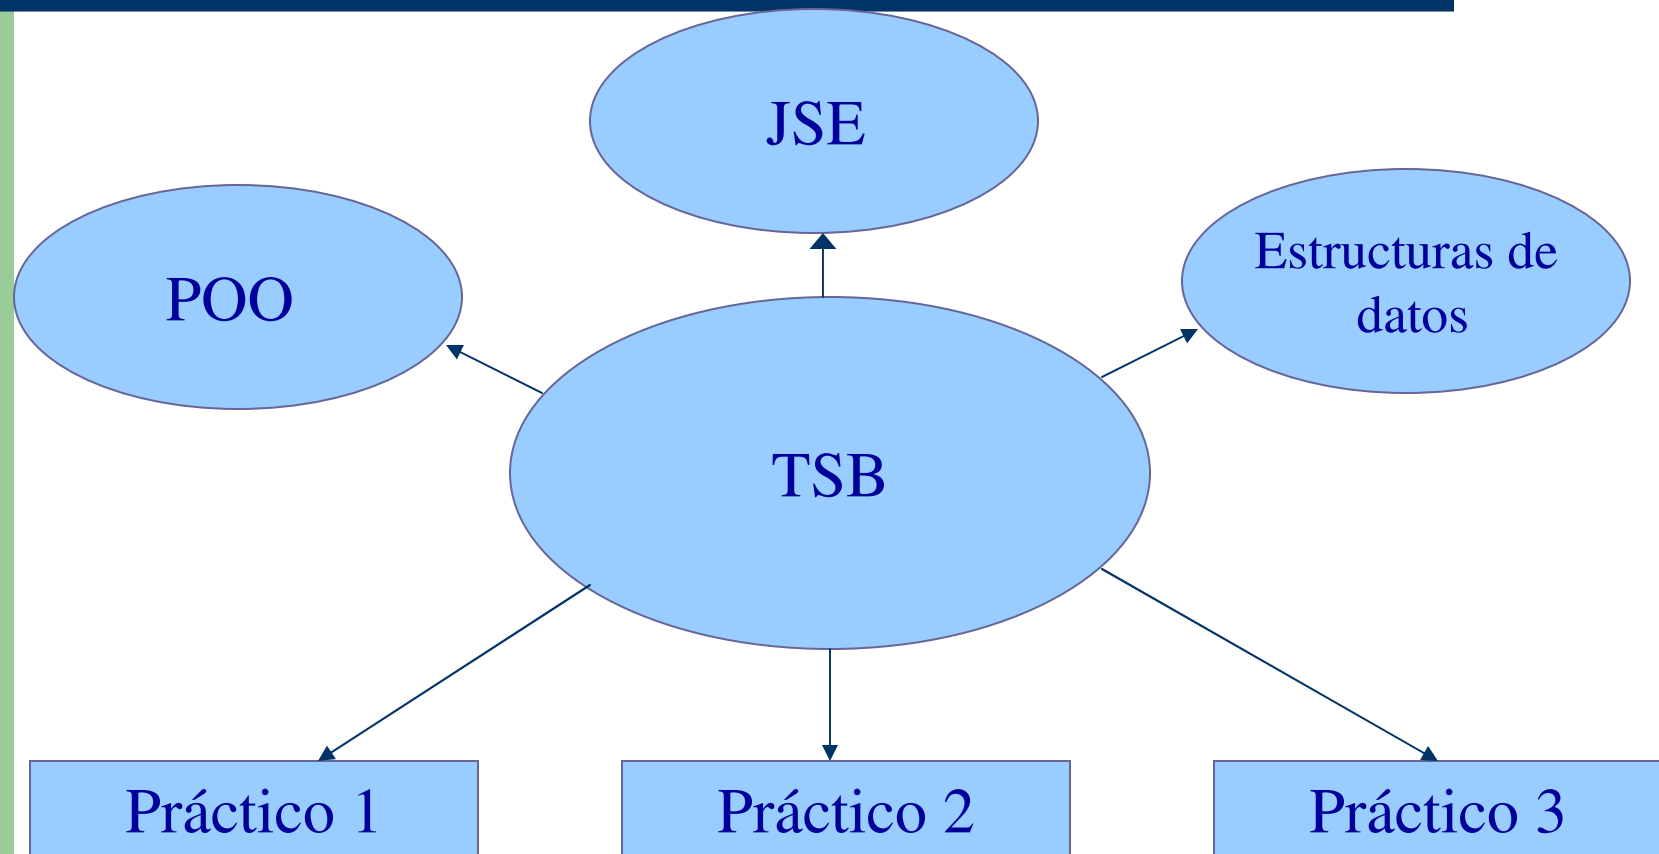 JSE
POO
Estructuras de
datos
TSB
Práctico 1
Práctico 2
Práctico 3